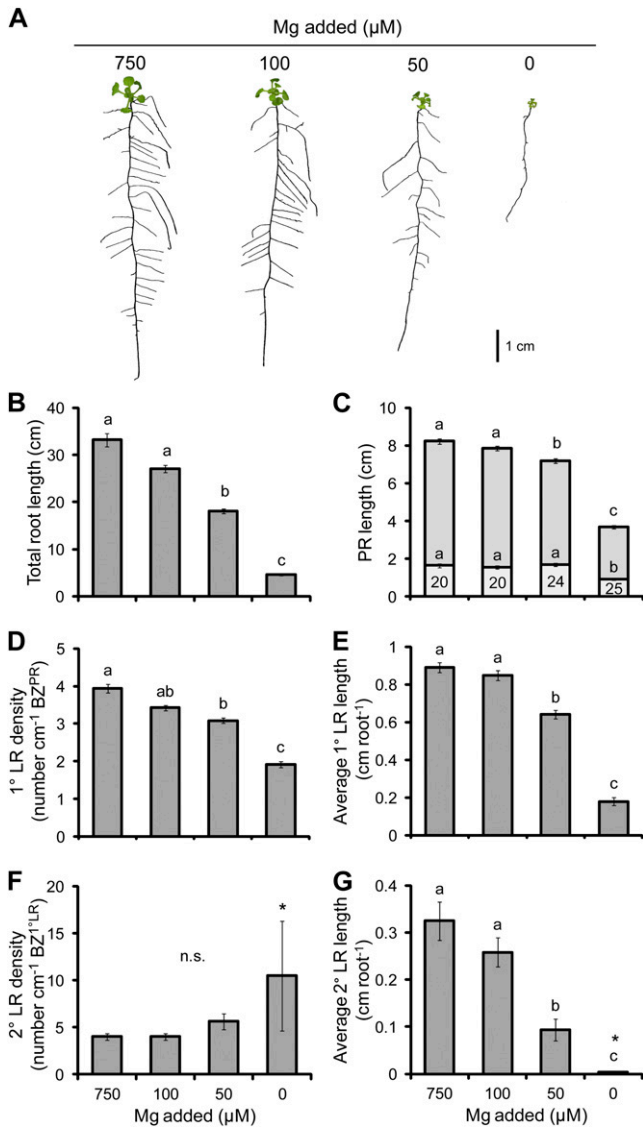 A
Mg added (µM)
750 100 50 0
1 cm
B
Total root length (cm)
40
30
20
10
0
a
a
b
c
C
PR length (cm)
10
8
6
4
2
0
a
a
b
c
a
a
a
b
20
20
24
25
D
1° LR density
(number cm⁻¹ BZᴾᴿ)
5
4
3
2
1
0
a
ab
b
c
E
Average 1° LR length
(cm root⁻¹)
1
0.8
0.6
0.4
0.2
0
a
a
b
c
F
2° LR density
(number cm⁻¹ BZ¹°ᴸᴿ)
20
15
10
5
0
n.s.
*
750 100 50 0
Mg added (µM)
G
Average 2° LR length
(cm root⁻¹)
0.4
0.3
0.2
0.1
0
a
a
b
*
c
750 100 50 0
Mg added (µM)